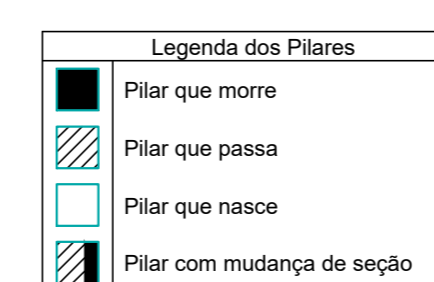 Legenda dos Pilares
Pilar que morre
Pilar que passa
Pilar que nasce
Pilar com mudança de seção